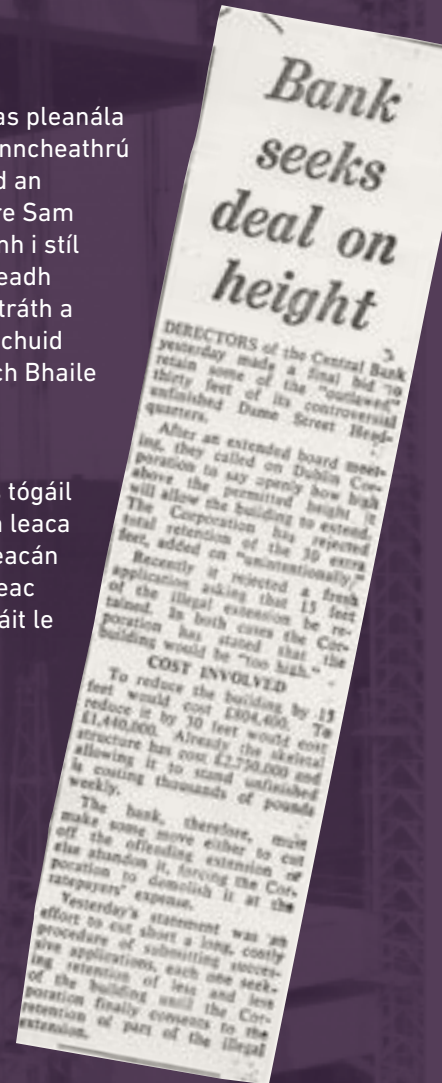 as pleanála
nncheathrú
d an
re Sam
nh i stíl
eadh
tráth a
chuid
ch Bhaile
tógáil
leaca
eacán
eac
áit le
Bank
seeks
deal on
height
DIRECTORS of the Central Bank
yesterday made a final bid to
retain some of the "outlawed"
thirty feet of its controversial
unfinished Dame Street Head-
quarters.
After an extended board meet-
ing, they called on Dublin Cor-
poration to say openly how high
above the permitted height it
will allow the building to extend.
The Corporation has rejected
total retention of the 30 extra
feet, added on "unintentionally."
Recently it rejected a fresh
application asking that 15 feet
of the illegal extension be re-
tained. In both cases the Cor-
poration has stated that the
building would be "too high."
COST INVOLVED
To reduce the building by 15
feet would cost £804,400. To
reduce it by 30 feet would cost
£1,440,000. Already the skeletal
structure has cost £2,750,000 and
allowing it to stand unfinished
is costing thousands of pounds
weekly.
The bank, therefore, must
make some move either to cut
off the offending extension or
else abandon it, forcing the Cor-
poration to demolish it at the
ratepayers' expense.
Yesterday's statement was an
effort to cut short a long, costly
procedure of submitting succes-
sive applications, each one seek-
ing retention of less and less
of the building until the Cor-
poration finally consents to the
retention of part of the illegal
extension.